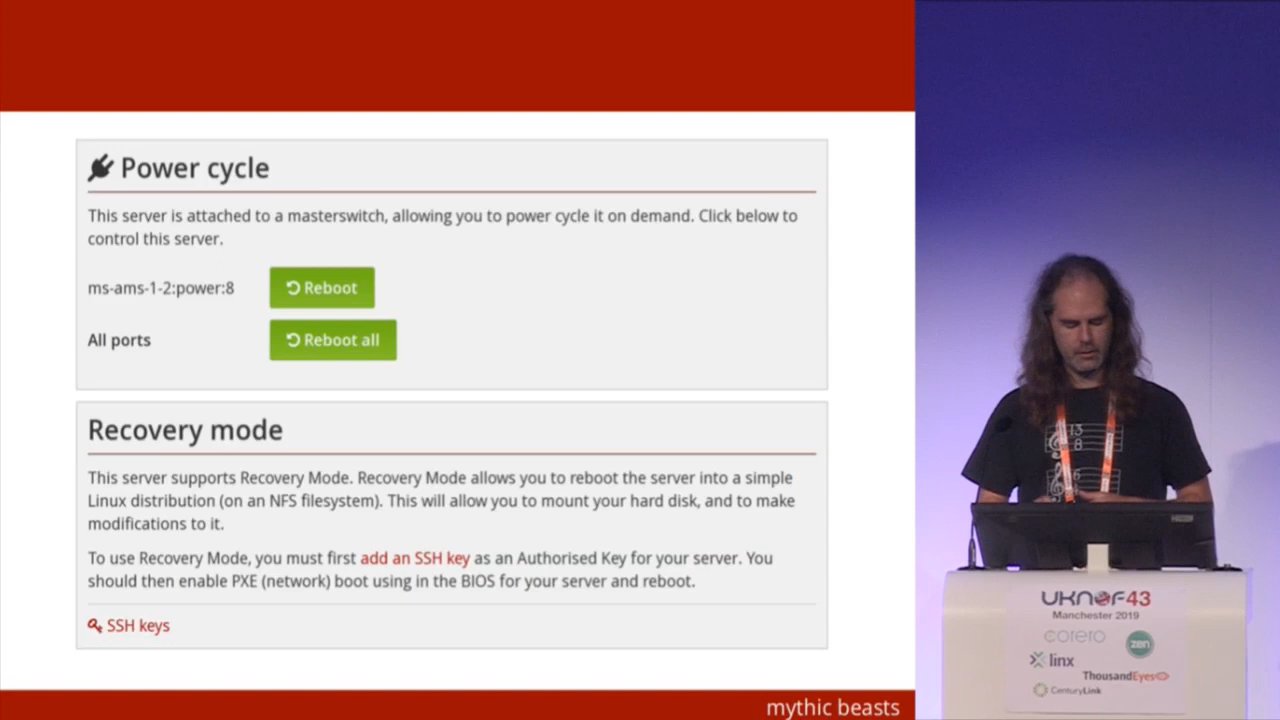 Power cycle
This server is attached to a masterswitch, allowing you to power cycle it on demand. Click below to
control this server.
ms-ams-1-2:power:8
Reboot
All ports
Reboot all
Recovery mode
This server supports Recovery Mode. Recovery Mode allows you to reboot the server into a simple
Linux distribution (on an NFS filesystem). This will allow you to mount your hard disk, and to make
modifications to it.
To use Recovery Mode, you must first add an SSH key as an Authorised Key for your server. You
should then enable PXE (network) boot using in the BIOS for your server and reboot.
SSH keys
mythic beasts
13
8
6
UKNOF43
Manchester 2019
corero
zen
linx
ThousandEyes
CenturyLink